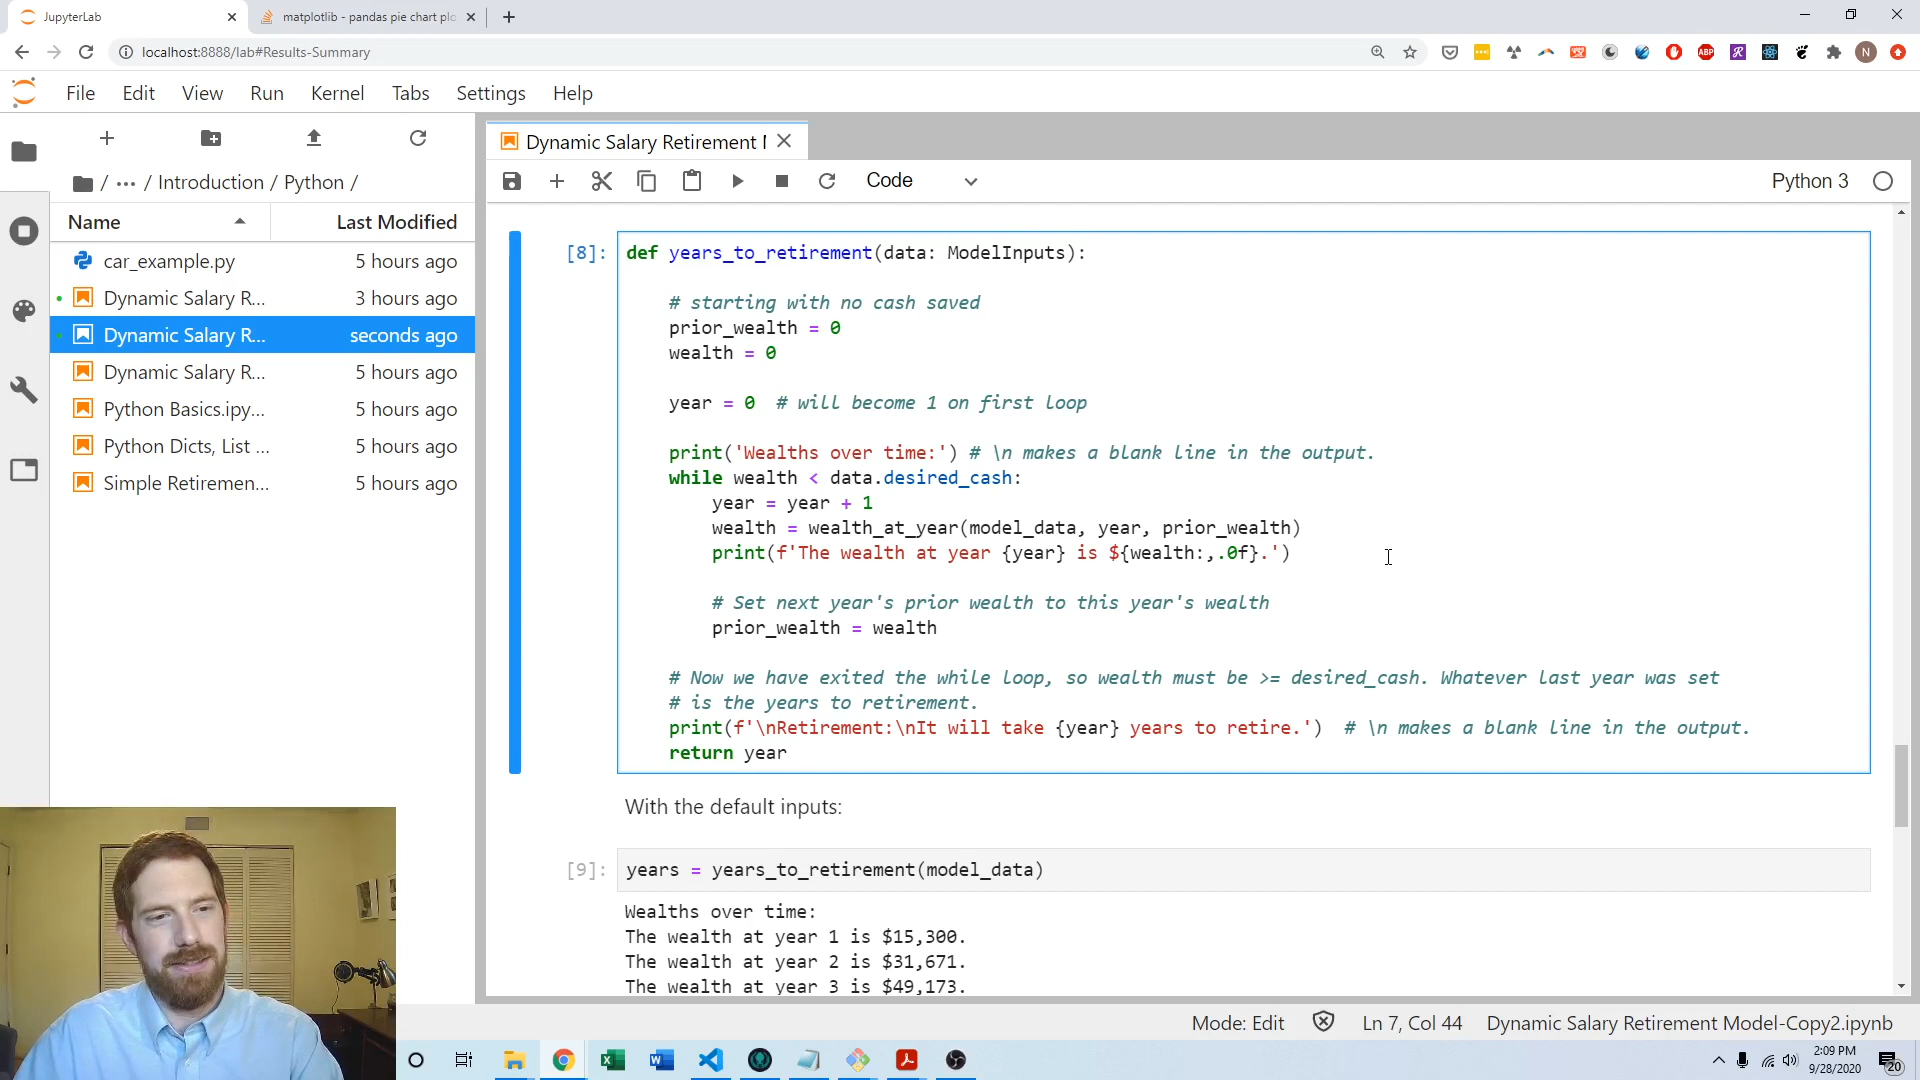 JupyterLab
matplotlib - pandas pie chart plo
localhost:8888/lab#Results-Summary
ABP
N
File Edit View Run Kernel Tabs Settings Help
Dynamic Salary Retirement
/ ··· / Introduction / Python /
Code
Python 3
Name Last Modified
car_example.py 5 hours ago
Dynamic Salary R... 3 hours ago
Dynamic Salary R... seconds ago
Dynamic Salary R... 5 hours ago
Python Basics.ipy... 5 hours ago
Python Dicts, List ... 5 hours ago
Simple Retiremen... 5 hours ago
[8]:
def years_to_retirement(data: ModelInputs):
# starting with no cash saved
prior_wealth = 0
wealth = 0
year = 0 # will become 1 on first loop
print('Wealths over time:') # \n makes a blank line in the output.
while wealth < data.desired_cash:
year = year + 1
wealth = wealth_at_year(model_data, year, prior_wealth)
print(f'The wealth at year {year} is ${wealth:,.0f}.')
# Set next year's prior wealth to this year's wealth
prior_wealth = wealth
# Now we have exited the while loop, so wealth must be >= desired_cash. Whatever last year was set
# is the years to retirement.
print(f'\nRetirement:\nIt will take {year} years to retire.') # \n makes a blank line in the output.
return year
With the default inputs:
[9]:
years = years_to_retirement(model_data)
Wealths over time:
The wealth at year 1 is $15,300.
The wealth at year 2 is $31,671.
The wealth at year 3 is $49,173.
Mode: Edit Ln 7, Col 44 Dynamic Salary Retirement Model-Copy2.ipynb
2:09 PM
9/28/2020
20